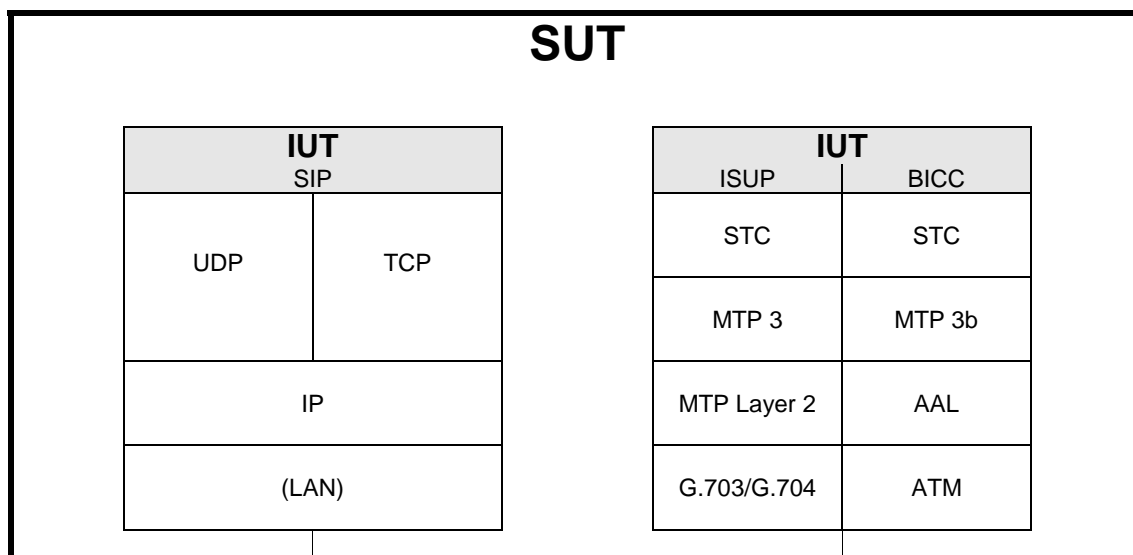 SUT
IUT
SIP
UDP TCP
IP
(LAN)
IUT
ISUP BICC
STC STC
MTP 3 MTP 3b
MTP Layer 2 AAL
G.703/G.704 ATM